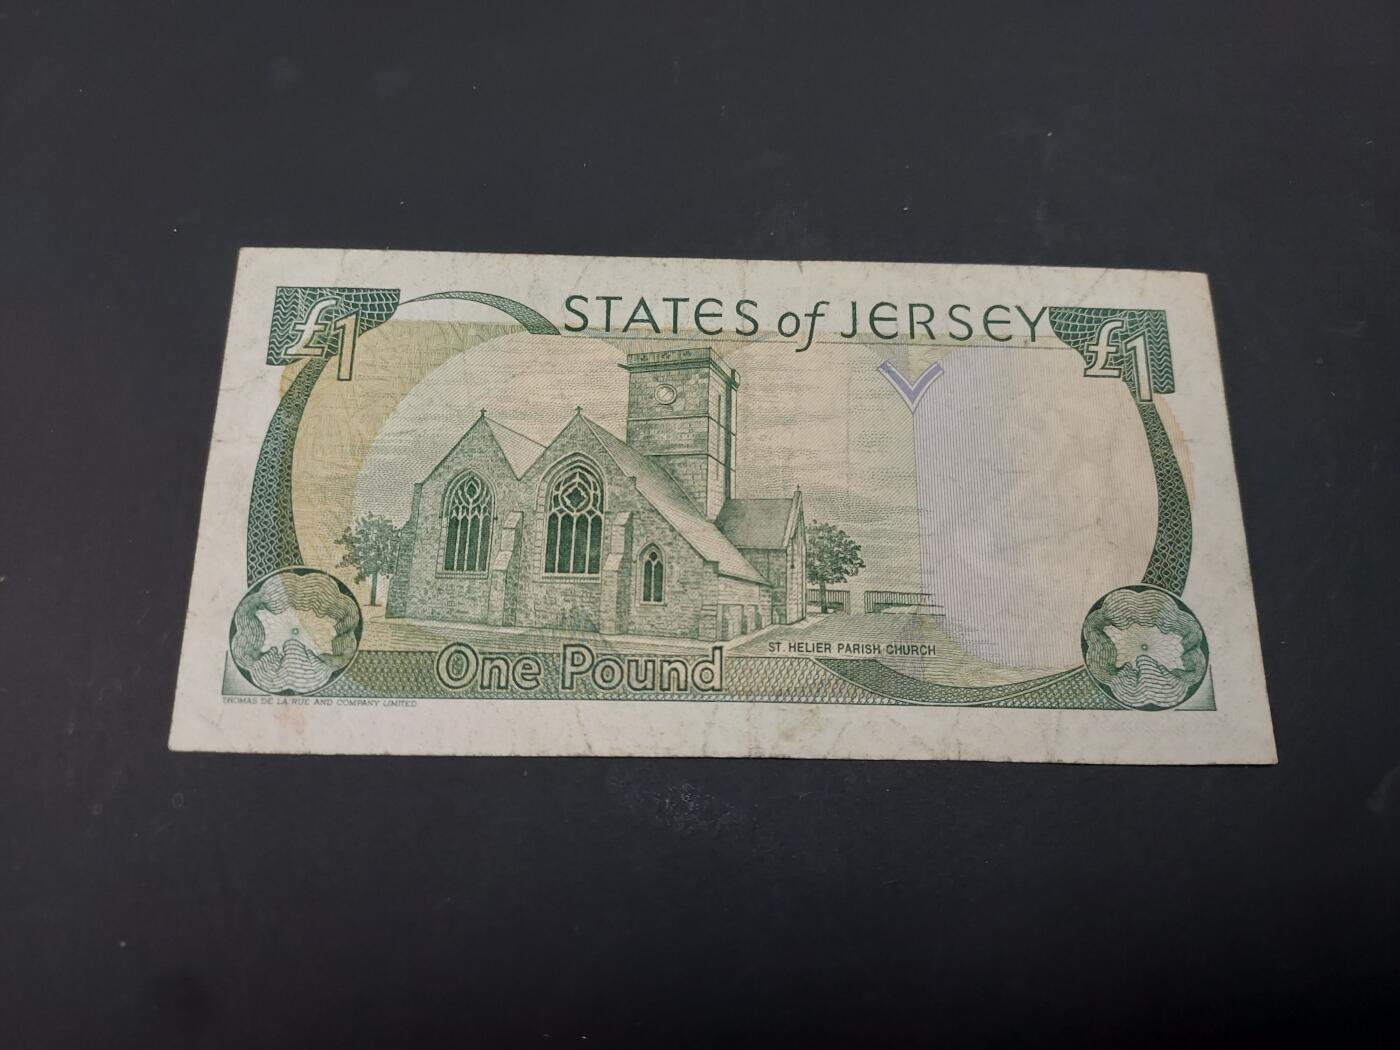 £1
STATES of JERSEY
£1
ST. HELIER PARISH CHURCH
One Pound
THOMAS DE LA RUE AND COMPANY LIMITED